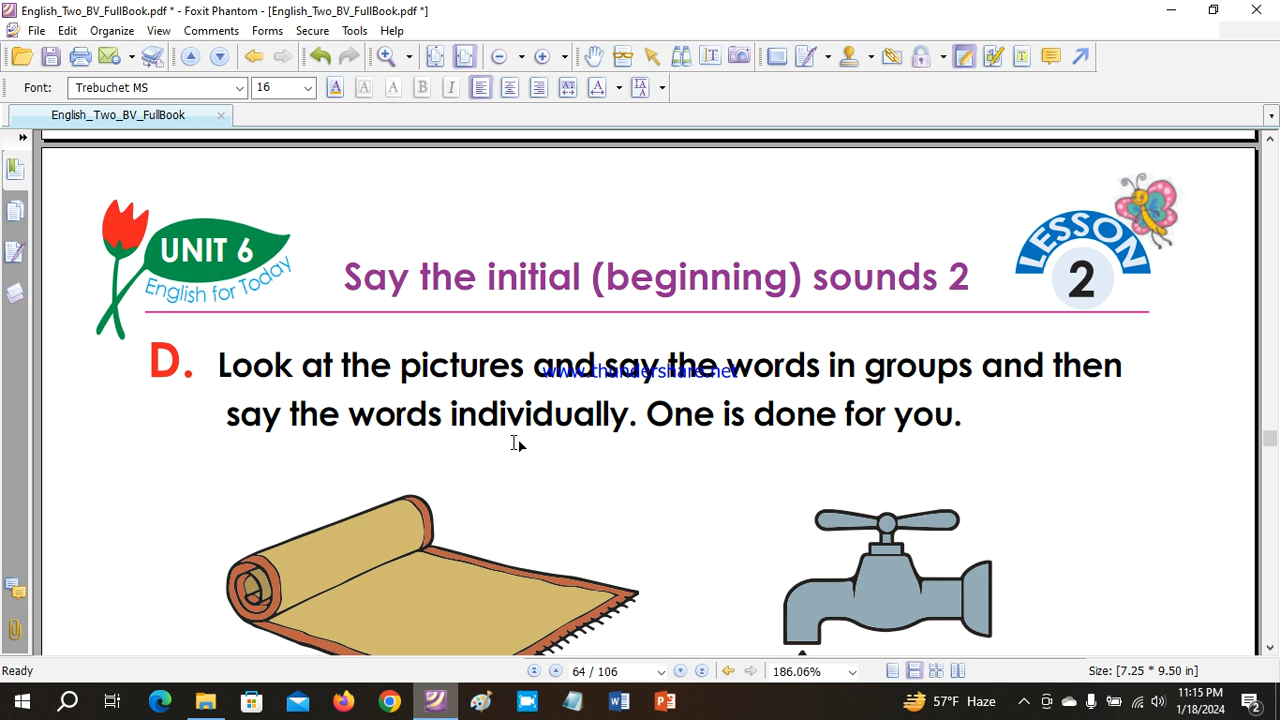 English_Two_BV_FullBook.pdf * - Foxit Phantom - [English_Two_BV_FullBook.pdf *]
File Edit Organize View Comments Forms Secure Tools Help
Font: Trebuchet MS 16
English_Two_BV_FullBook
UNIT 6
English for Today
Say the initial (beginning) sounds 2
LESSON
2
D. Look at the pictures and say the words in groups and then
www.thundershare.net
say the words individually. One is done for you.
Ready 64 / 106 186.06% Size: [7.25 * 9.50 in]
57°F Haze 11:15 PM
1/18/2024
2